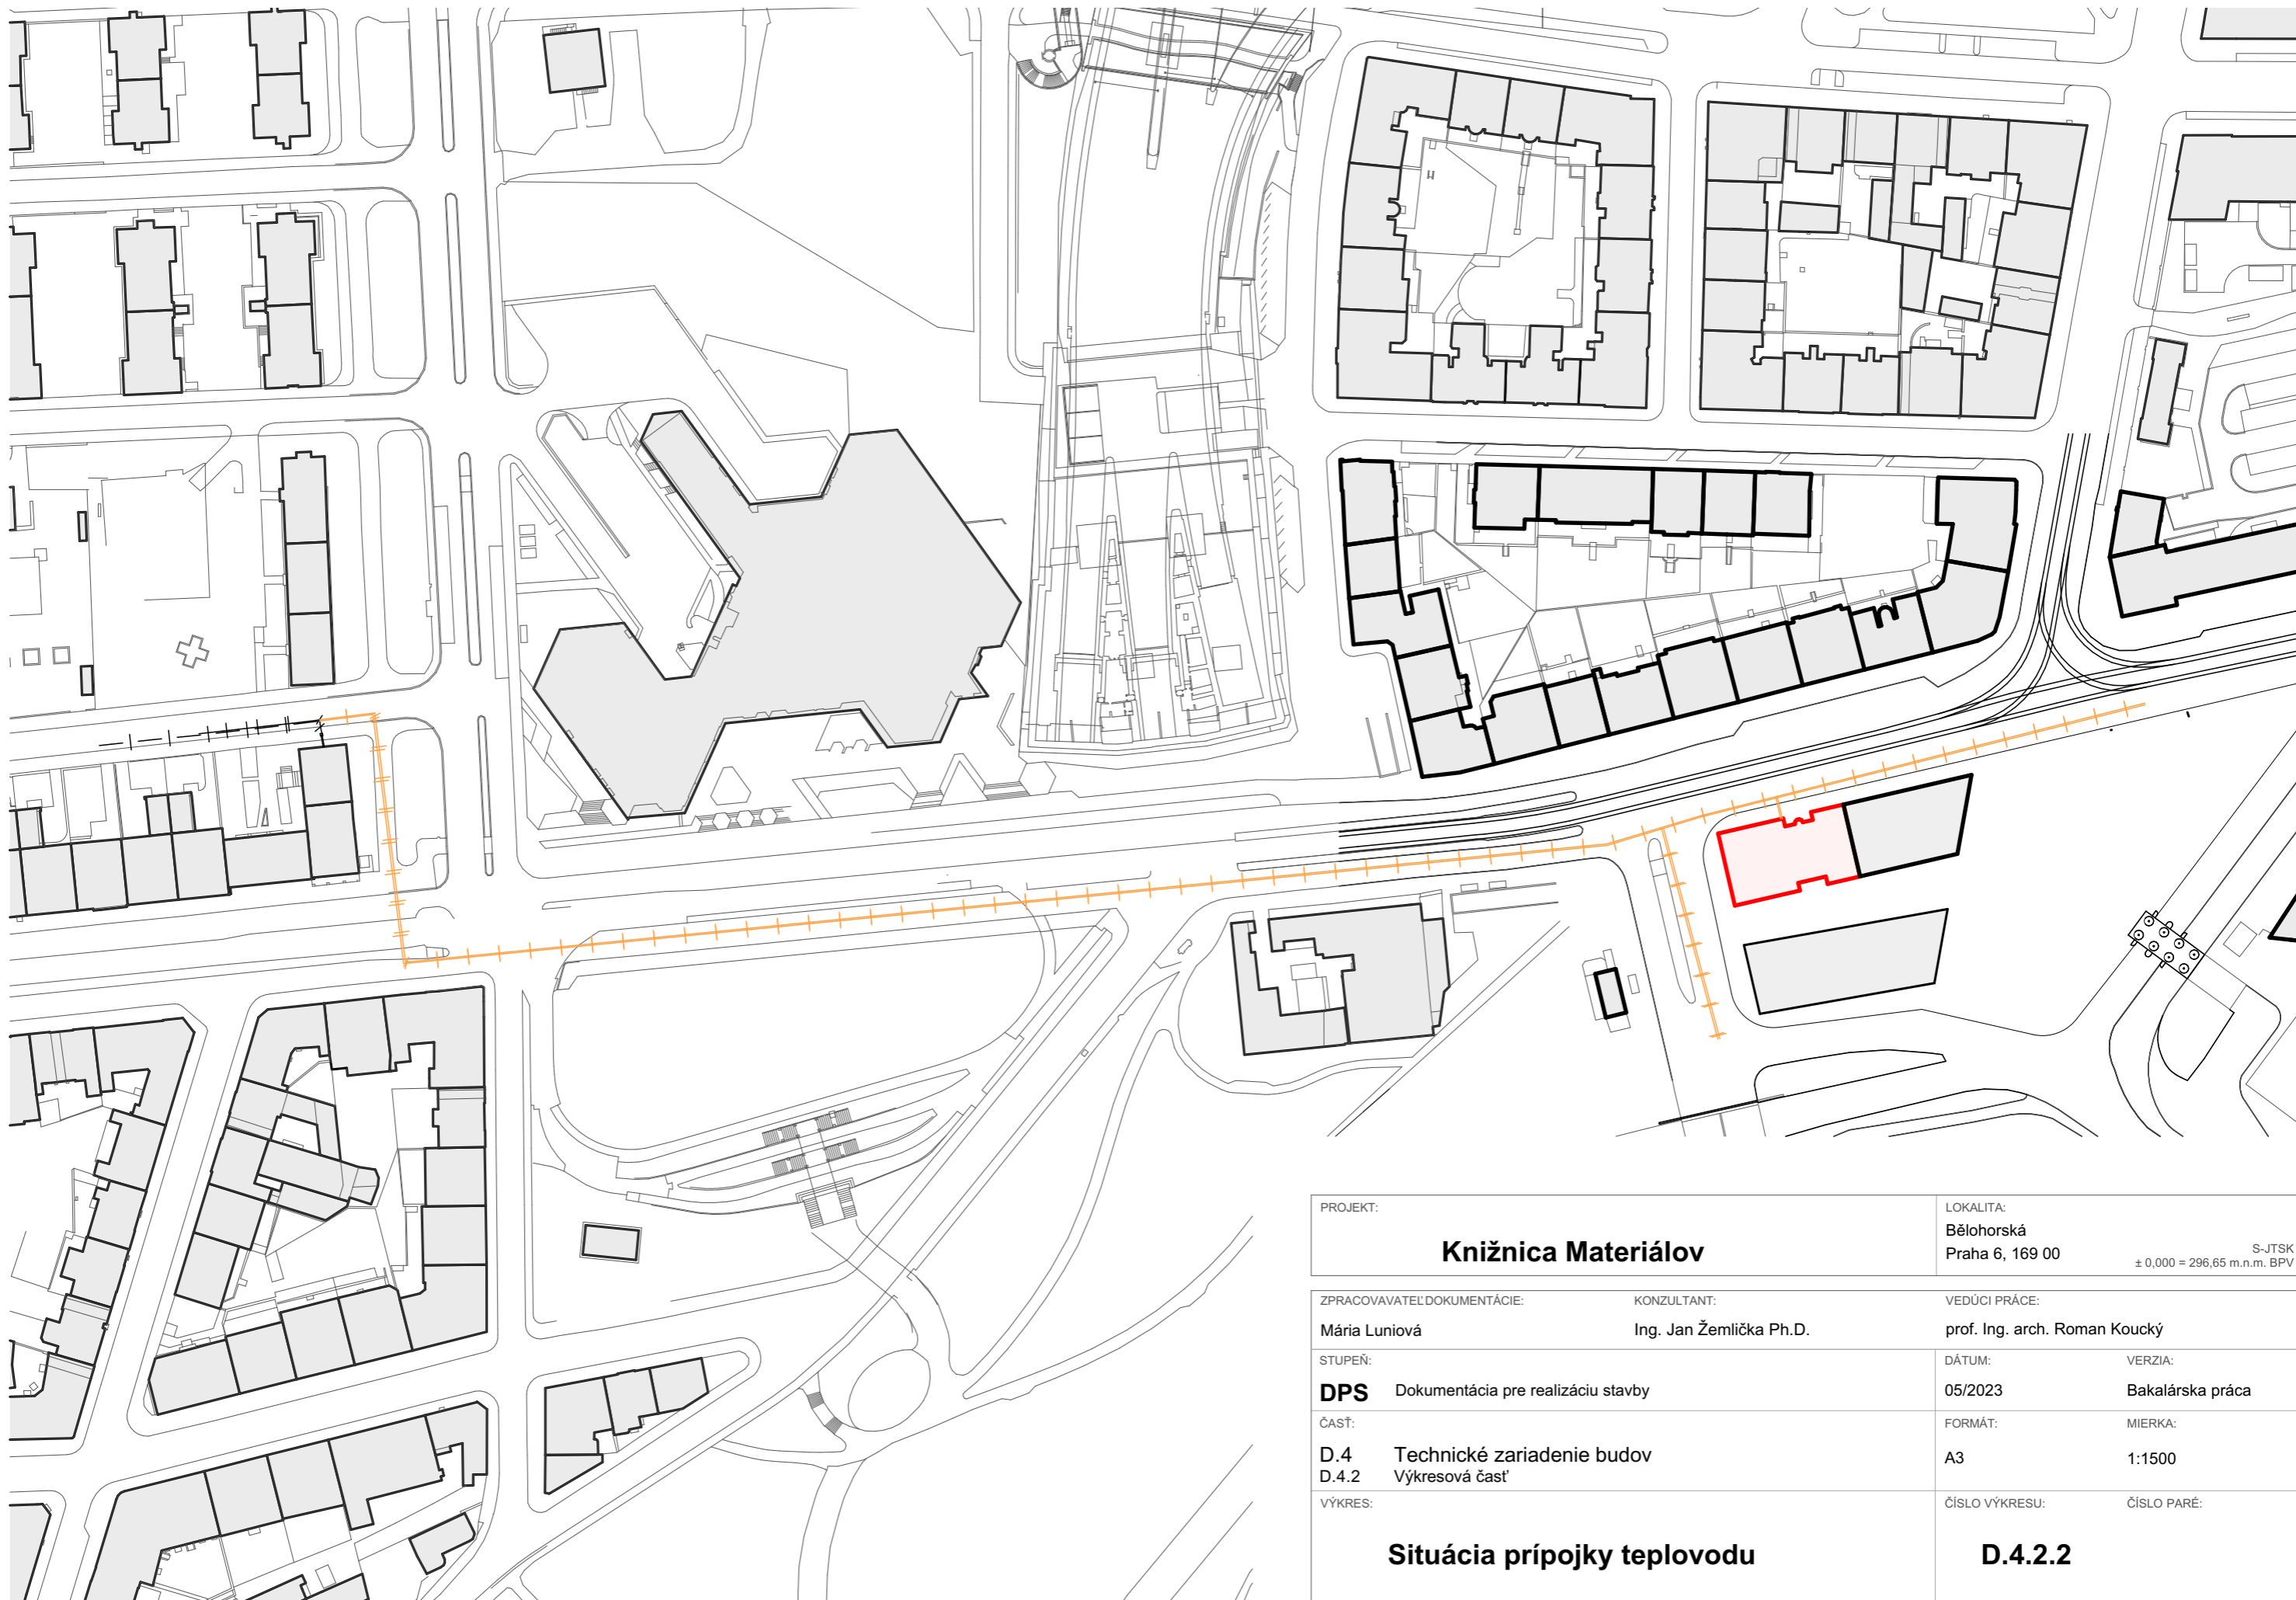 PROJEKT:
Knižnica Materiálov
LOKALITA:
Bělohorská
Praha 6, 169 00
S-JTSK
± 0,000 = 296,65 m.n.m. BPV
ZPRACOVAVATEĽ DOKUMENTÁCIE:
Mária Luniová
KONZULTANT:
Ing. Jan Žemlička Ph.D.
VEDÚCI PRÁCE:
prof. Ing. arch. Roman Koucký
STUPEŇ:
DPS Dokumentácia pre realizáciu stavby
DÁTUM:
05/2023
VERZIA:
Bakalárska práca
ČASŤ:
D.4 Technické zariadenie budov
D.4.2 Výkresová časť
FORMÁT:
A3
MIERKA:
1:1500
VÝKRES:
Situácia prípojky teplovodu
ČÍSLO VÝKRESU:
D.4.2.2
ČÍSLO PARÉ: